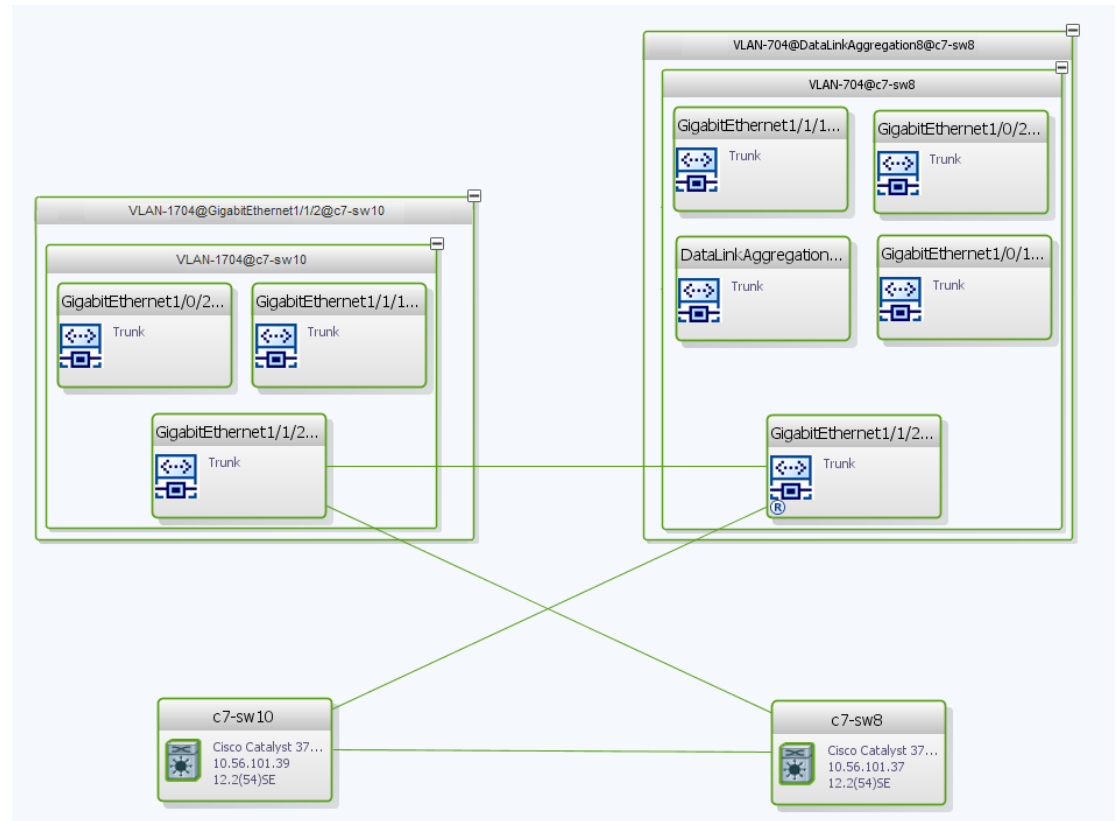 VLAN-704@DataLinkAggregation8@c7-sw8
VLAN-704@c7-sw8
GigabitEthernet1/1/1...
Trunk
GigabitEthernet1/0/2...
Trunk
DataLinkAggregation...
Trunk
GigabitEthernet1/0/1...
Trunk
GigabitEthernet1/1/2...
Trunk
R
VLAN-1704@GigabitEthernet1/1/2@c7-sw10
VLAN-1704@c7-sw10
GigabitEthernet1/0/2...
Trunk
GigabitEthernet1/1/1...
Trunk
GigabitEthernet1/1/2...
Trunk
c7-sw10
Cisco Catalyst 37...
10.56.101.39
12.2(54)SE
c7-sw8
Cisco Catalyst 37...
10.56.101.37
12.2(54)SE